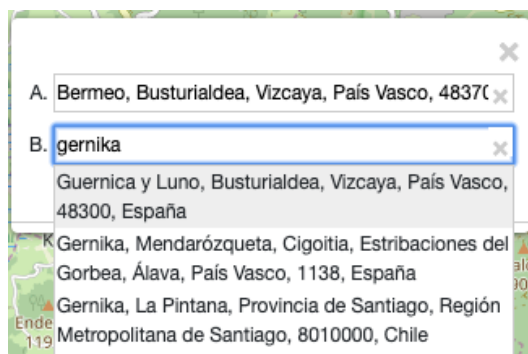 A. Bermeo, Busturialdea, Vizcaya, País Vasco, 4837
B. gernika
Guernica y Luno, Busturialdea, Vizcaya, País Vasco,
48300, España
Gernika, Mendarózqueta, Cigoitia, Estribaciones del
Gorbea, Álava, País Vasco, 1138, España
Gernika, La Pintana, Provincia de Santiago, Región
Metropolitana de Santiago, 8010000, Chile
Ende
119